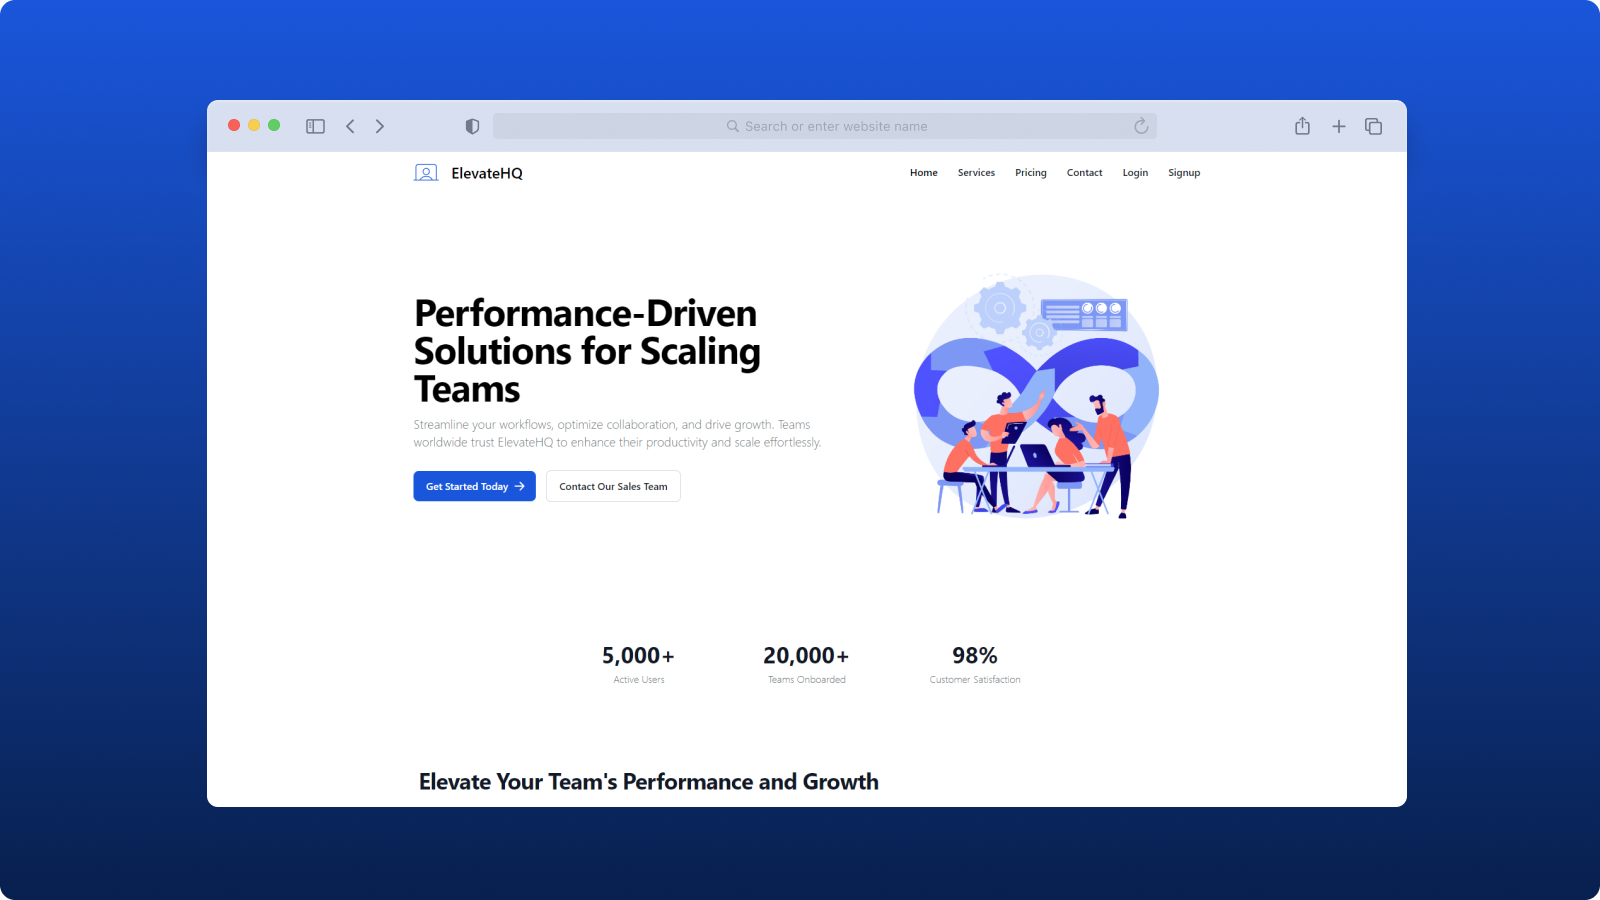 Search or enter website name
ElevateHQ
Home Services Pricing Contact Login Signup
Performance-Driven
Solutions for Scaling
Teams
Streamline your workflows, optimize collaboration, and drive growth. Teams
worldwide trust ElevateHQ to enhance their productivity and scale effortlessly.
Get Started Today → Contact Our Sales Team
5,000+ 20,000+ 98%
Active Users Teams Onboarded Customer Satisfaction
Elevate Your Team's Performance and Growth